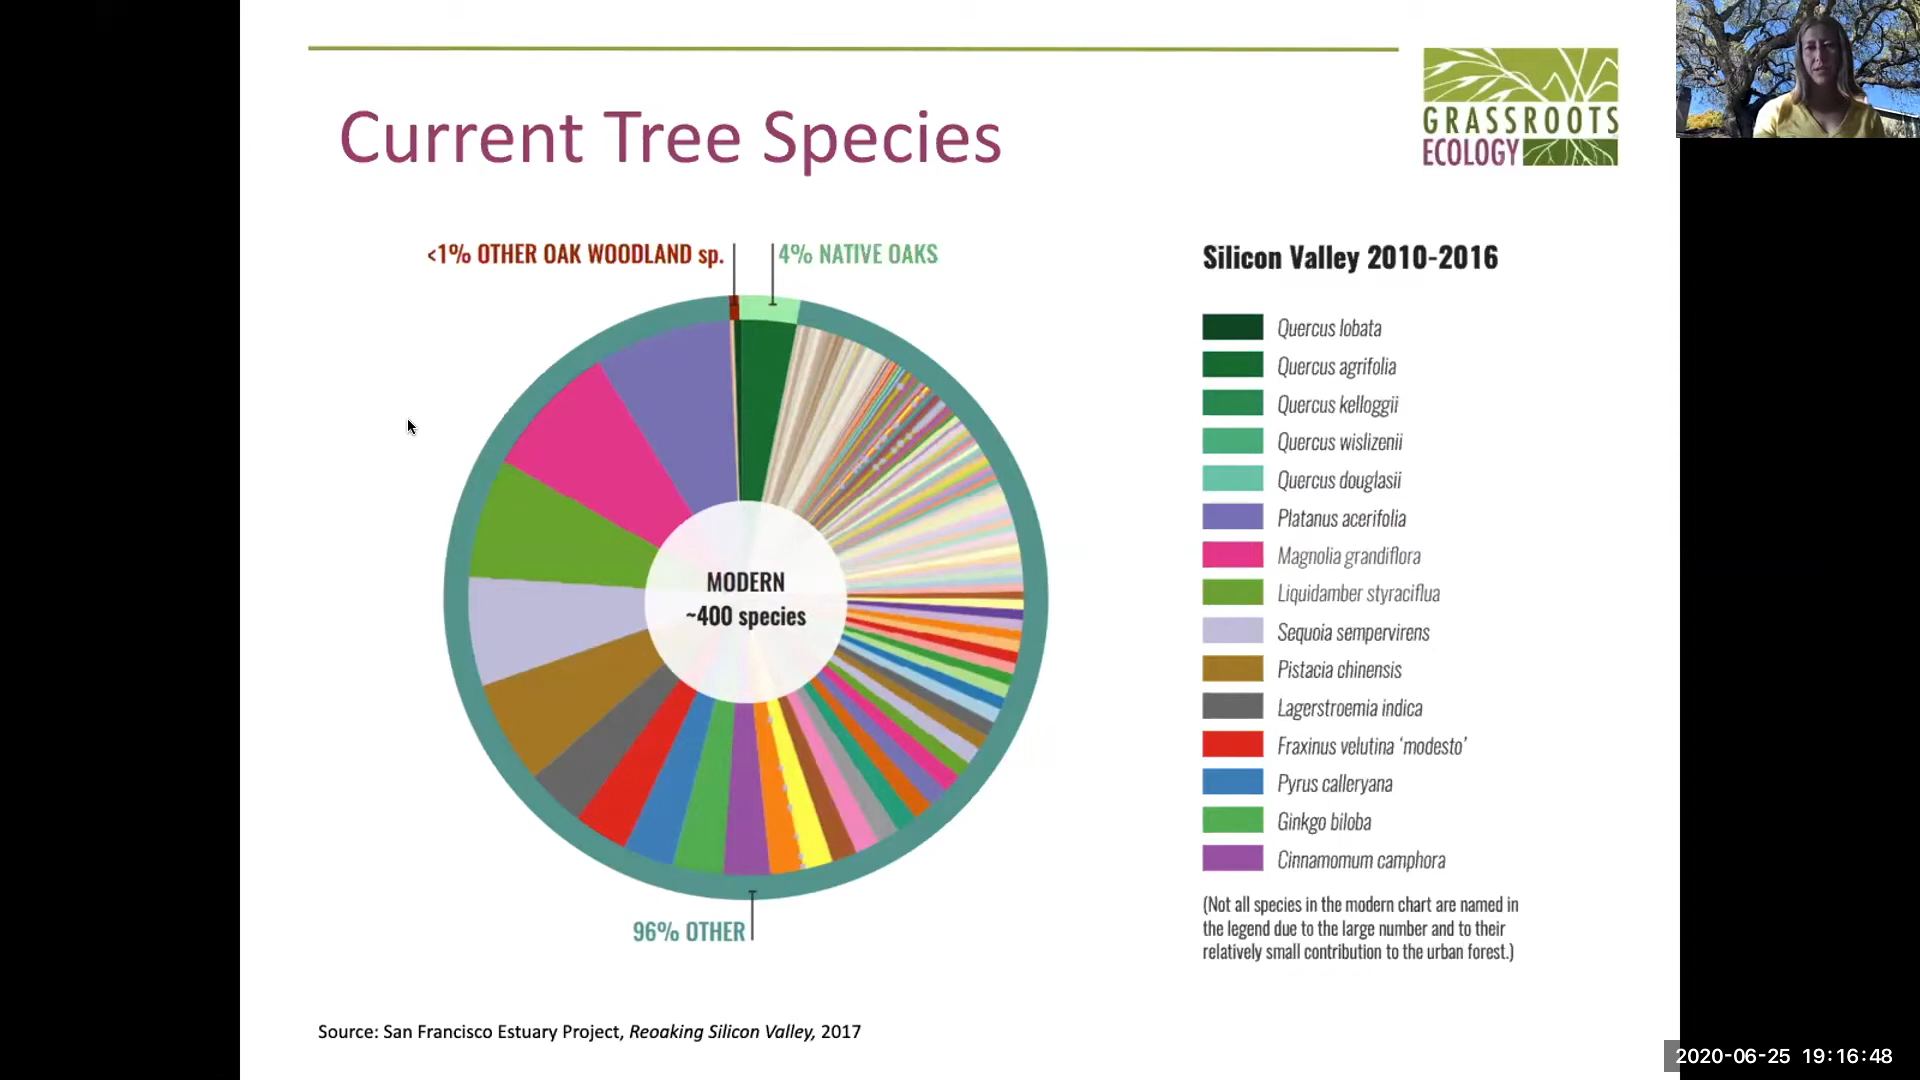 Current Tree Species
GRASSROOTS
ECOLOGY
<1% OTHER OAK WOODLAND sp.
4% NATIVE OAKS
MODERN
~400 species
96% OTHER
Silicon Valley 2010-2016
Quercus lobata
Quercus agrifolia
Quercus kelloggii
Quercus wislizenii
Quercus douglasii
Platanus acerifolia
Magnolia grandiflora
Liquidamber styraciflua
Sequoia sempervirens
Pistacia chinensis
Lagerstroemia indica
Fraxinus velutina ‘modesto’
Pyrus calleryana
Ginkgo biloba
Cinnamomum camphora
(Not all species in the modern chart are named in
the legend due to the large number and to their
relatively small contribution to the urban forest.)
Source: San Francisco Estuary Project, Reoaking Silicon Valley, 2017
2020-06-25 19:16:48